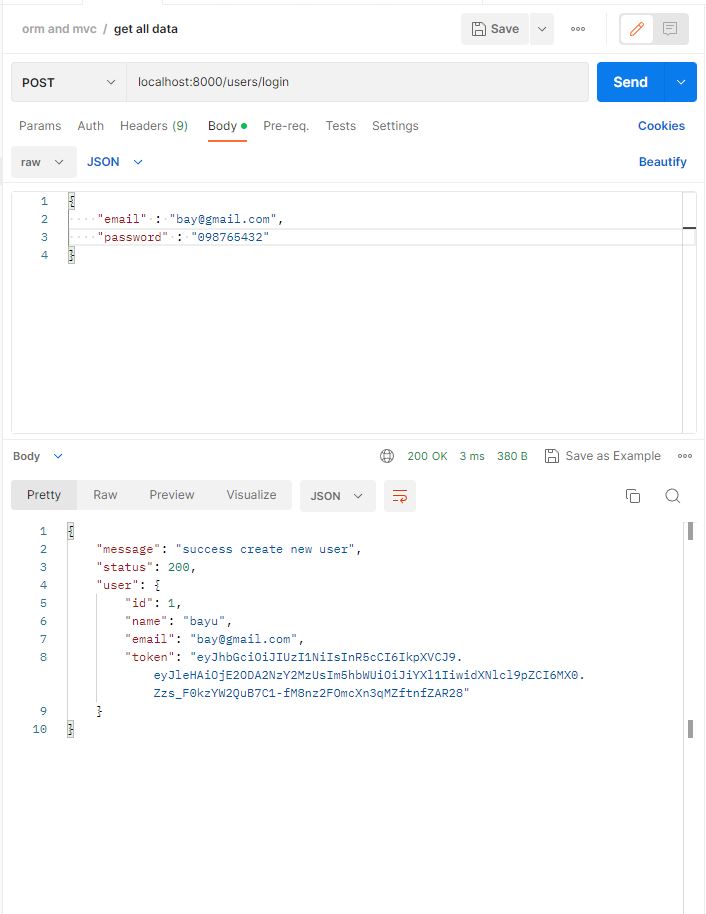 orm and mvc / get all data
Save
POST
localhost:8000/users/login
Send
Params Auth Headers (9) Body Pre-req. Tests Settings Cookies
raw JSON Beautify
1 {
2 "email" : "bay@gmail.com",
3 "password" : "098765432"
4 }
Body 200 OK 3 ms 380 B Save as Example
Pretty Raw Preview Visualize JSON
1 {
2 "message": "success create new user",
3 "status": 200,
4 "user": {
5 "id": 1,
6 "name": "bayu",
7 "email": "bay@gmail.com",
8 "token": "eyJhbGciOiJIUzI1NiIsInR5cCI6IkpXVCJ9.
eyJleHAiOjE2ODA2NzY2MzUsIm5hbWUiOiJiYXl1IiwidXNlcl9pZCI6MX0.
Zzs_F0kzYW2QuB7C1-fM8nz2FOmcXn3qMZftnfZAR28"
9 }
10 }